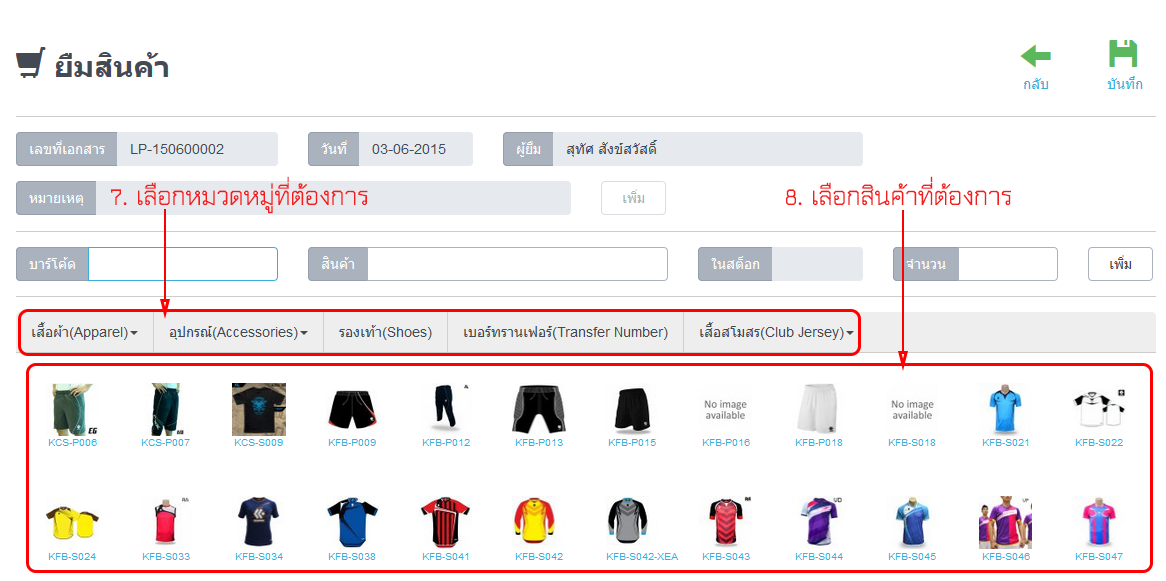 ยืมสินค้า
กลับ
บันทึก
เลขที่เอกสาร LP-150600002 วันที่ 03-06-2015 ผู้ยืม สุทัศ สังข์สวัสดิ์
หมายเหตุ 7. เลือกหมวดหมู่ที่ต้องการ เพิ่ม 8. เลือกสินค้าที่ต้องการ
บาร์โค้ด สินค้า ในสต็อก จำนวน เพิ่ม
เสื้อผ้า(Apparel) อุปกรณ์(Accessories) รองเท้า(Shoes) เบอร์ทรานเฟอร์(Transfer Number) เสื้อสโมสร(Club Jersey)
No image available No image available
KCS-P006 KCS-P007 KCS-S009 KFB-P009 KFB-P012 KFB-P013 KFB-P015 KFB-P016 KFB-P018 KFB-S018 KFB-S021 KFB-S022
KFB-S024 KFB-S033 KFB-S034 KFB-S038 KFB-S041 KFB-S042 KFB-S042-XEA KFB-S043 KFB-S044 KFB-S045 KFB-S046 KFB-S047